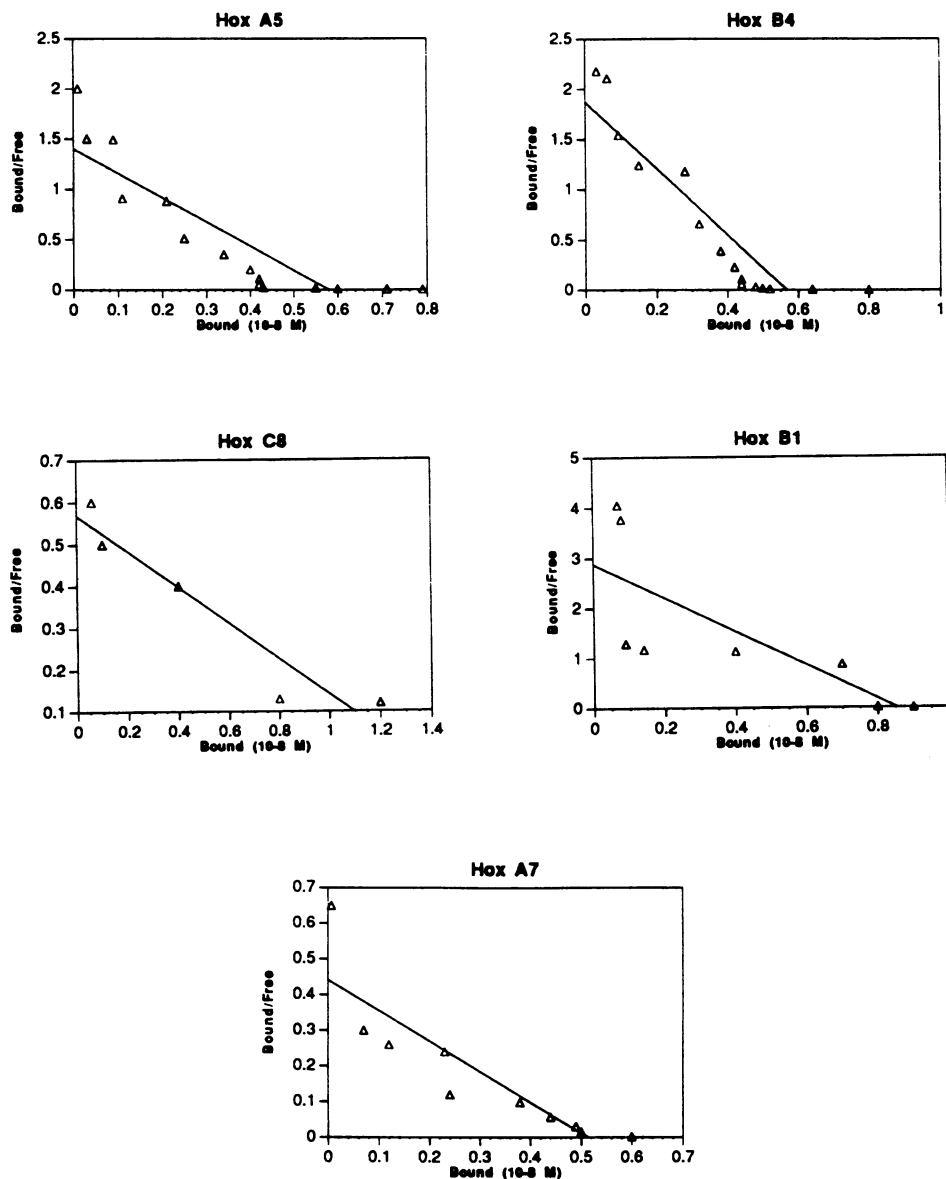 Hox A5
2.5
2
1.5
1
0.5
0
Bound/Free
0 0.1 0.2 0.3 0.4 0.5 0.6 0.7 0.8
Bound (10-8 M)
Hox B4
2.5
2
1.5
1
0.5
0
Bound/Free
0 0.2 0.4 0.6 0.8 1
Bound (10-8 M)
Hox C8
0.7
0.6
0.5
0.4
0.3
0.2
0.1
Bound/Free
0 0.2 0.4 0.6 0.8 1 1.2 1.4
Bound (10-8 M)
Hox B1
5
4
3
2
1
0
Bound/Free
0 0.2 0.4 0.6 0.8
Bound (10-8 M)
Hox A7
0.7
0.6
0.5
0.4
0.3
0.2
0.1
0
Bound/Free
0 0.1 0.2 0.3 0.4 0.5 0.6 0.7
Bound (10-8 M)